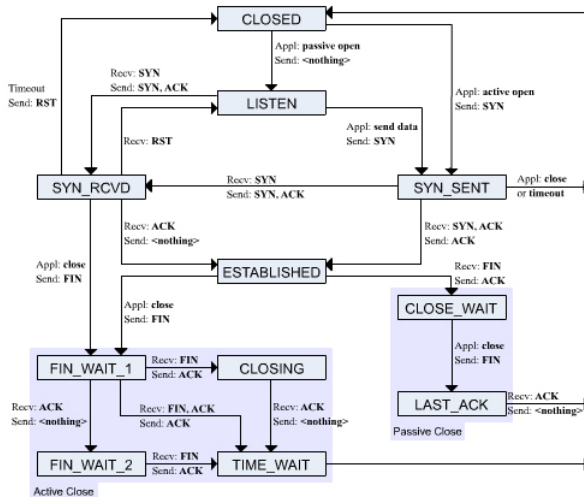 CLOSED
Appl: passive open
Send: <nothing>
Recv: SYN
Send: SYN, ACK
Timeout
Send: RST
LISTEN
Appl: active open
Send: SYN
Recv: RST
Appl: send data
Send: SYN
SYN_RCVD
Recv: SYN
Send: SYN, ACK
SYN_SENT
Appl: close
or timeout
Recv: ACK
Send: <nothing>
Recv: SYN, ACK
Send: ACK
Appl: close
Send: FIN
ESTABLISHED
Recv: FIN
Send: ACK
Appl: close
Send: FIN
CLOSE_WAIT
Appl: close
Send: FIN
FIN_WAIT_1
Recv: FIN
Send: ACK
CLOSING
Recv: ACK
Send: <nothing>
Recv: FIN, ACK
Send: ACK
Recv: ACK
Send: <nothing>
LAST_ACK
Recv: ACK
Send: <nothing>
Passive Close
FIN_WAIT_2
Recv: FIN
Send: ACK
TIME_WAIT
Active Close